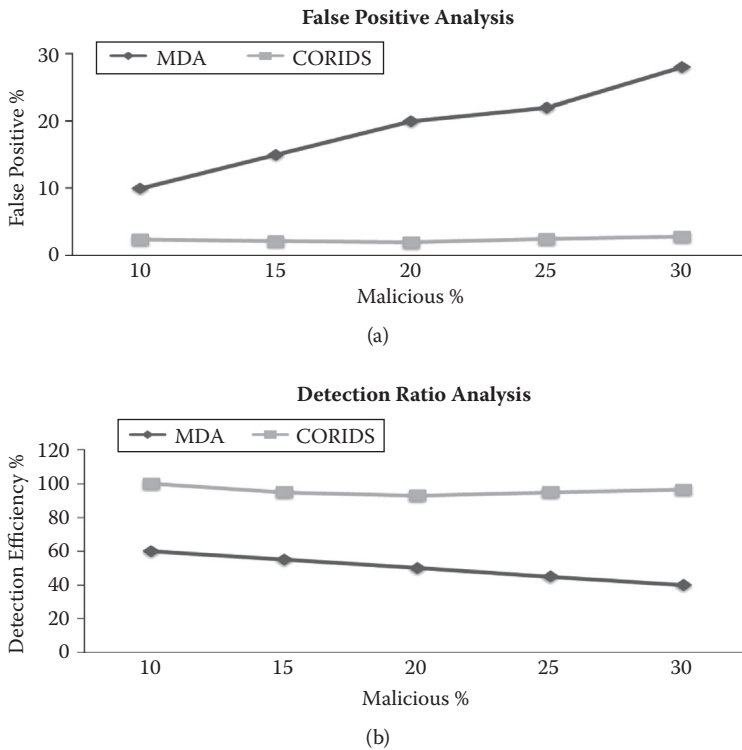 False Positive Analysis
MDA CORIDS
False Positive %
30
20
10
0
10 15 20 25 30
Malicious %
(a)
Detection Ratio Analysis
MDA CORIDS
Detection Efficiency %
120
100
80
60
40
20
0
10 15 20 25 30
Malicious %
(b)